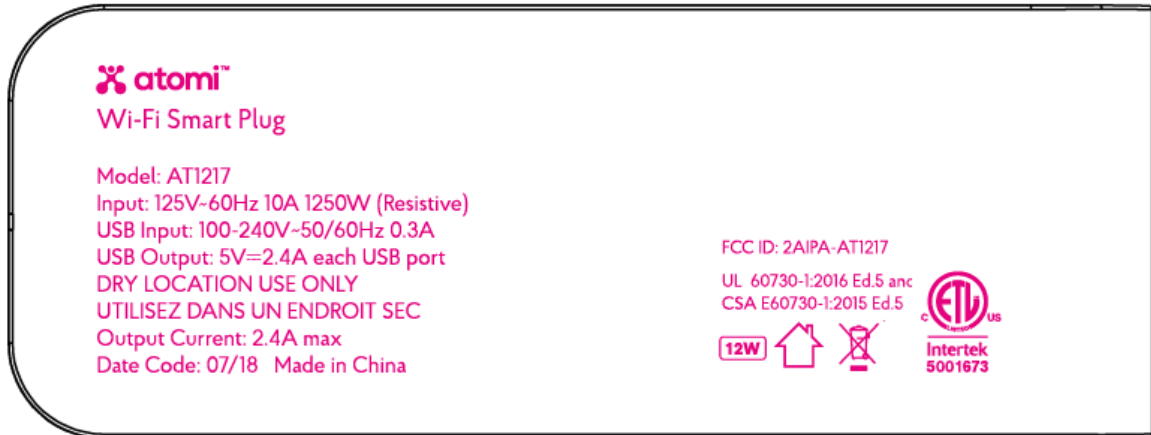 atomi™
Wi-Fi Smart Plug
Model: AT1217
Input: 125V~60Hz 10A 1250W (Resistive)
USB Input: 100-240V~50/60Hz 0.3A
USB Output: 5V⎓2.4A each USB port
DRY LOCATION USE ONLY
UTILISEZ DANS UN ENDROIT SEC
Output Current: 2.4A max
Date Code: 07/18 Made in China
FCC ID: 2AIPA-AT1217
UL 60730-1:2016 Ed.5 and
CSA E60730-1:2015 Ed.5
12W
ETL
C US
LISTED
Intertek
5001673